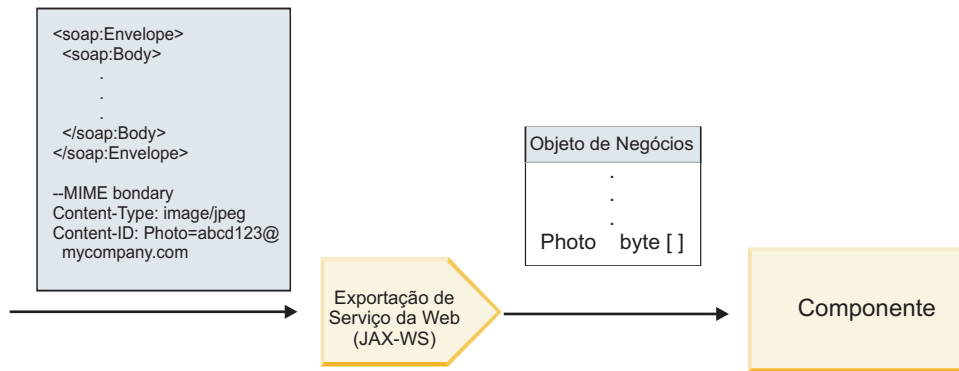 <soap:Envelope>
<soap:Body>
.
.
.
</soap:Body>
</soap:Envelope>
--MIME bondary
Content-Type: image/jpeg
Content-ID: Photo=abcd123@
mycompany.com
Exportação de
Serviço da Web
(JAX-WS)
Objeto de Negócios
.
.
.
Photo byte [ ]
Componente